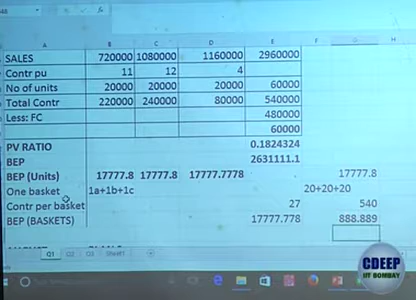 A B C D E F G H
SALES 720000 1080000 1160000 2960000
Contr pu 11 12 4
No of units 20000 20000 20000 60000
Total Contr 220000 240000 80000 540000
Less: FC 480000
60000
PV RATIO 0.1824324
BEP 2631111.1
BEP (Units) 17777.8 17777.8 17777.7778 17777.8
One basket 1a+1b+1c 20+20+20
Contr per basket 27 540
BEP (BASKETS) 17777.778 888.889
Q1 Q2 Q3 Sheet1
CDEEP
IIT BOMBAY